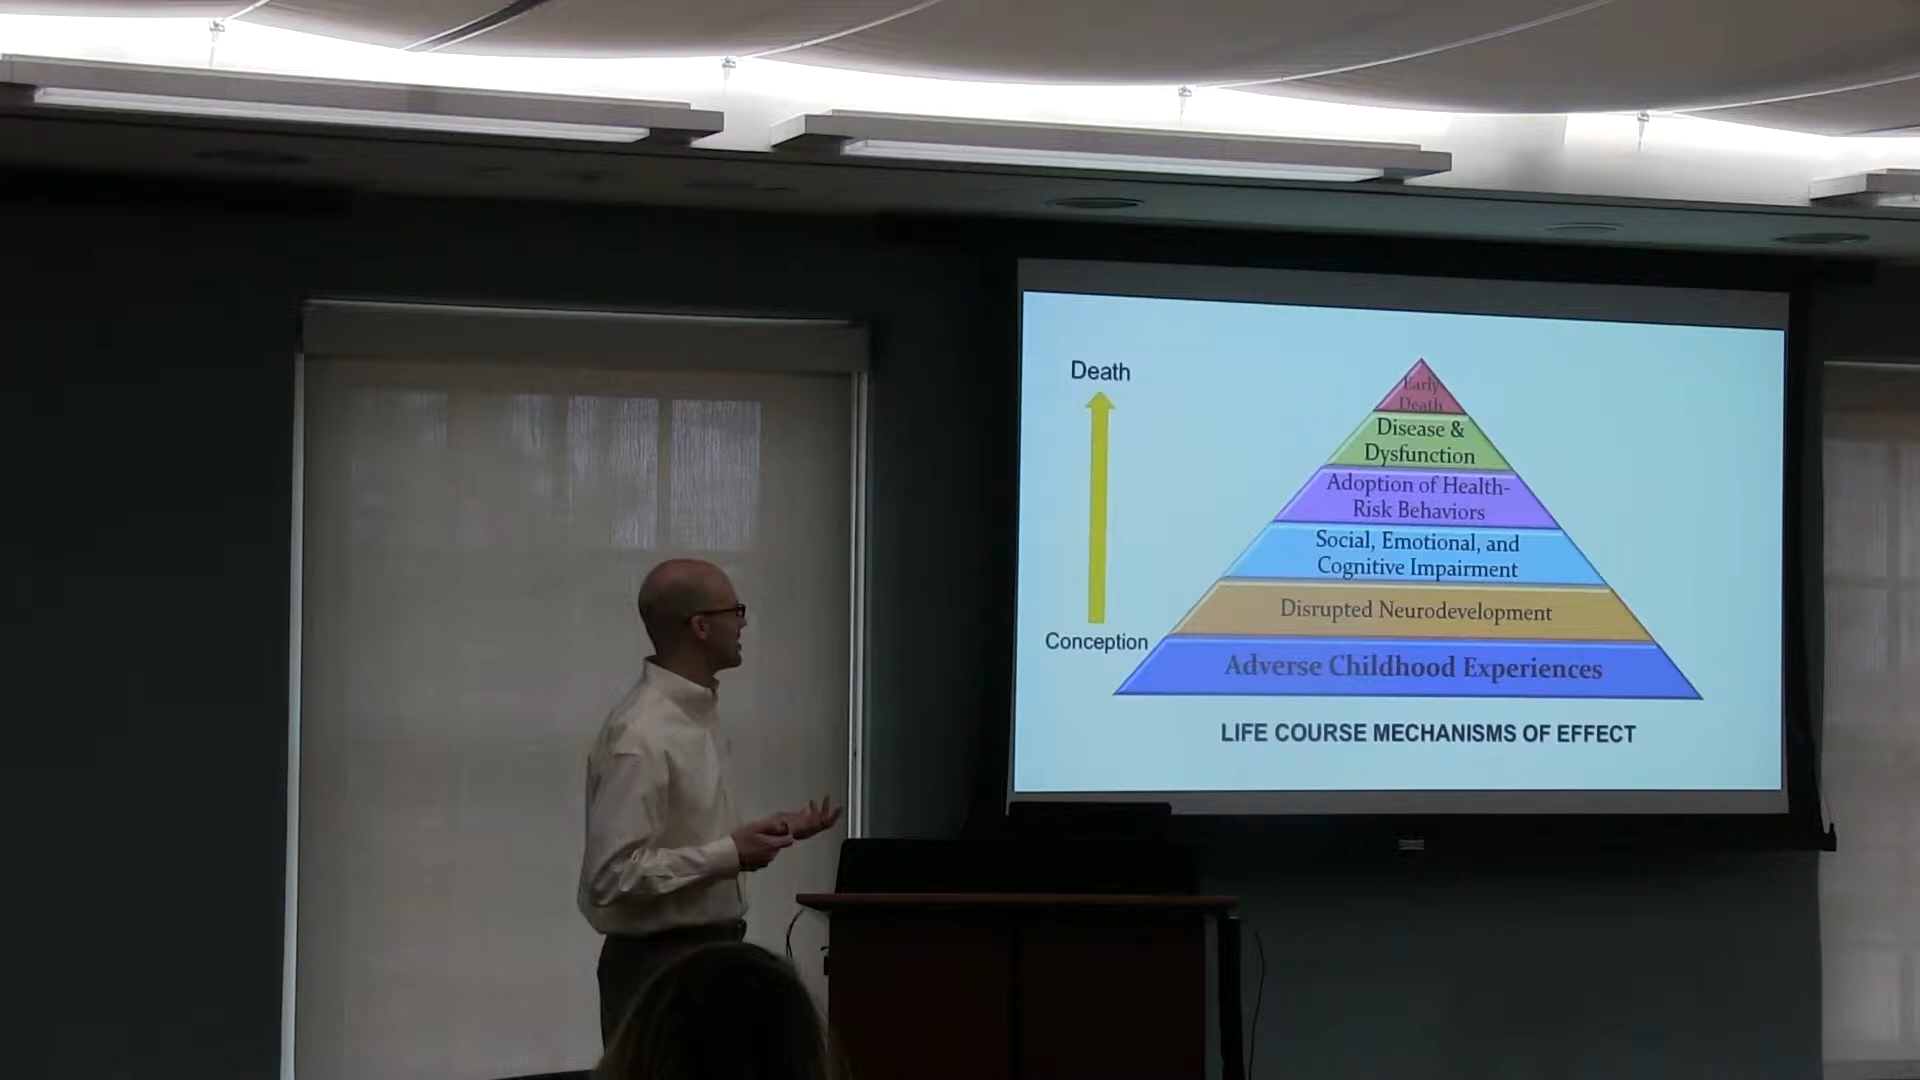 Death
Early
Death
Disease &
Dysfunction
Adoption of Health-
Risk Behaviors
Social, Emotional, and
Cognitive Impairment
Disrupted Neurodevelopment
Conception
Adverse Childhood Experiences
LIFE COURSE MECHANISMS OF EFFECT